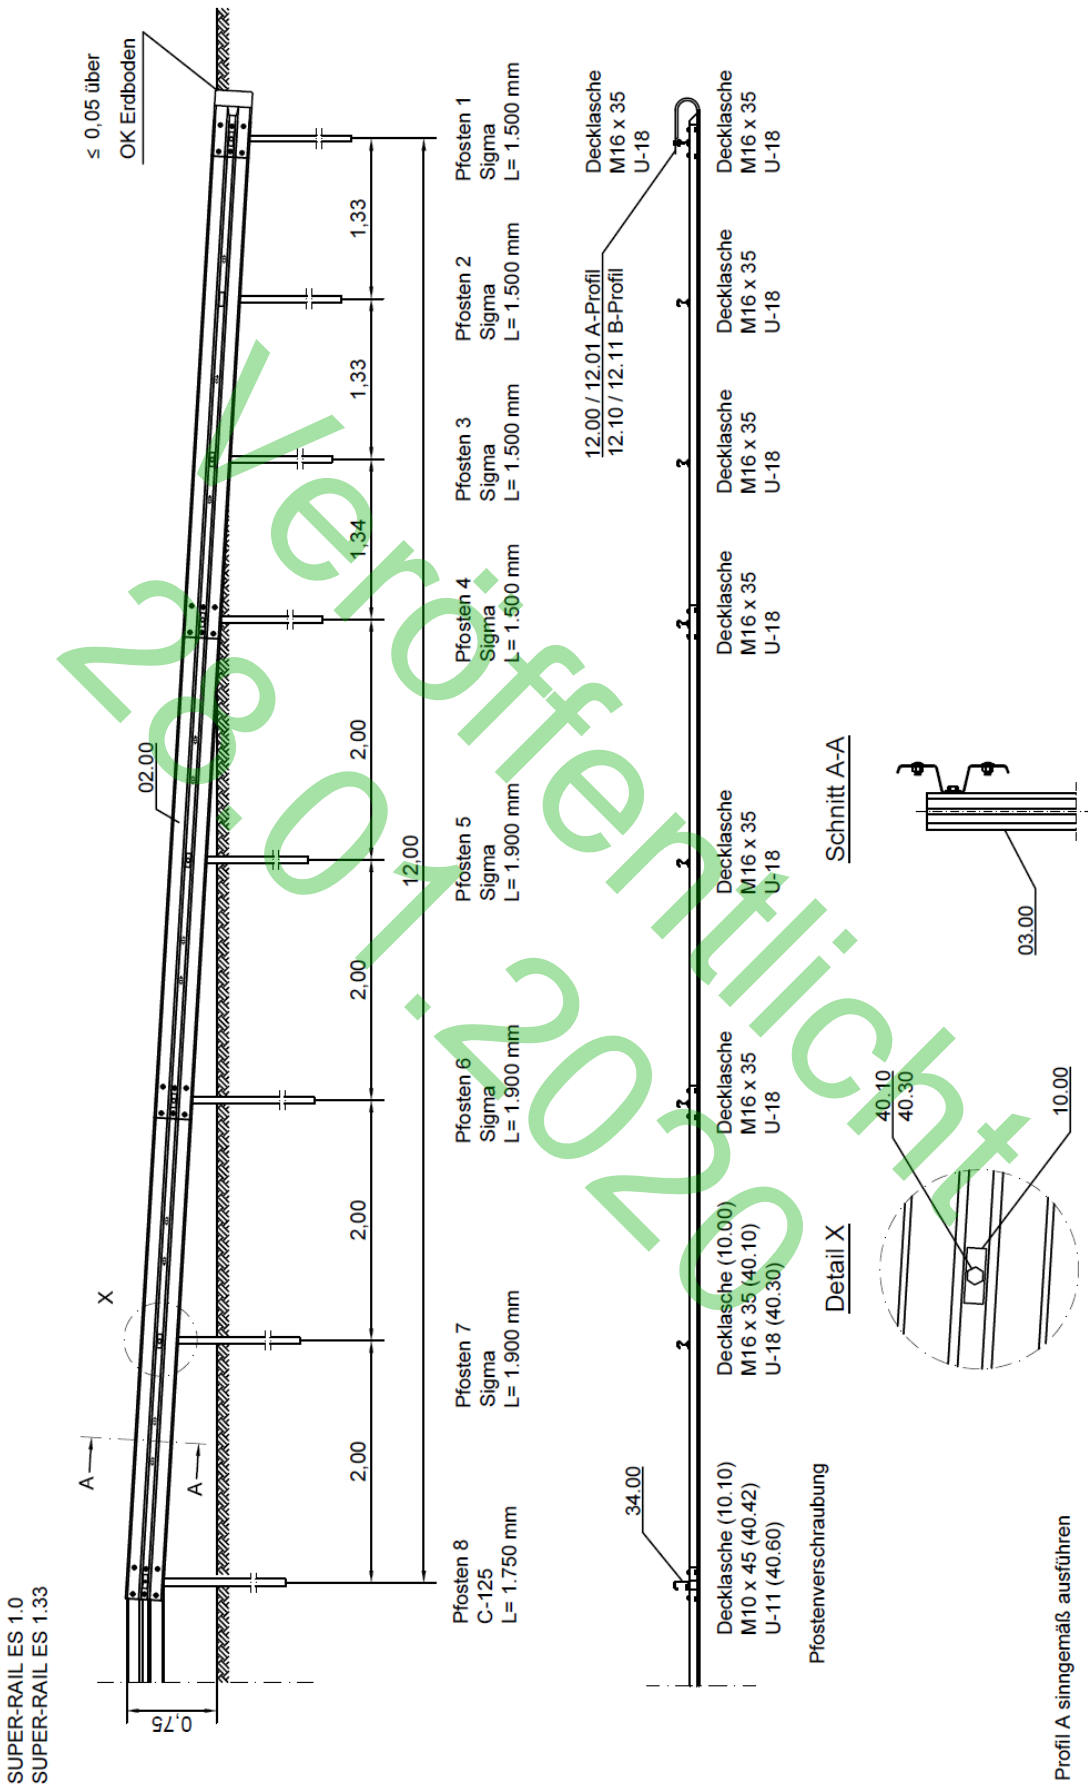 SUPER-RAIL ES 1.0
SUPER-RAIL ES 1.33
≤ 0,05 über
OK Erdboden
02.00
X
A
A
0,75
2,00
2,00
2,00
2,00
1,34
1,33
1,33
12,00
Pfosten 8
C-125
L= 1.750 mm
Pfosten 7
Sigma
L= 1.900 mm
Pfosten 6
Sigma
L= 1.900 mm
Pfosten 5
Sigma
L= 1.900 mm
Pfosten 4
Sigma
L= 1.500 mm
Pfosten 3
Sigma
L= 1.500 mm
Pfosten 2
Sigma
L= 1.500 mm
Pfosten 1
Sigma
L= 1.500 mm
34.00
12.00 / 12.01 A-Profil
12.10 / 12.11 B-Profil
Decklasche
M16 x 35
U-18
Decklasche (10.10)
M10 x 45 (40.42)
U-11 (40.60)
Pfostenverschraubung
Decklasche (10.00)
M16 x 35 (40.10)
U-18 (40.30)
Decklasche
M16 x 35
U-18
Decklasche
M16 x 35
U-18
Decklasche
M16 x 35
U-18
Decklasche
M16 x 35
U-18
Decklasche
M16 x 35
U-18
Decklasche
M16 x 35
U-18
Detail X
40.10
40.30
10.00
Schnitt A-A
03.00
Profil A sinngemäß ausführen
Veröffentlicht
28.01.2020